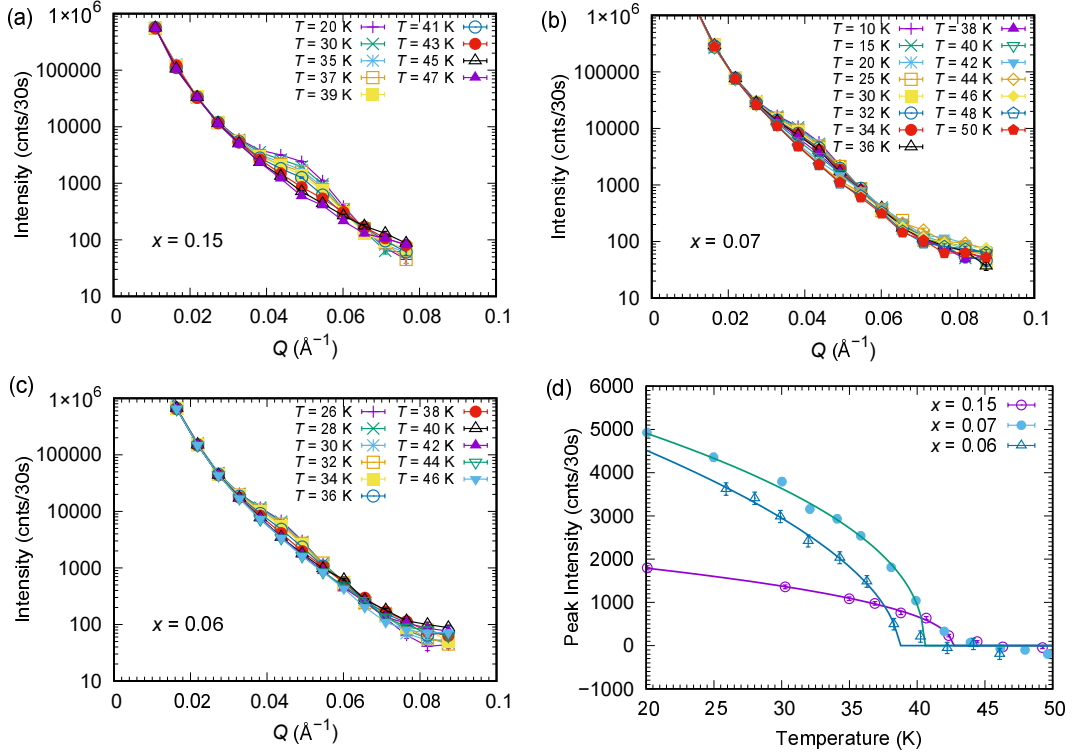 (a)
1×10⁶
100000
10000
1000
100
10
Intensity (cnts/30s)
T = 20 K
T = 30 K
T = 35 K
T = 37 K
T = 39 K
T = 41 K
T = 43 K
T = 45 K
T = 47 K
x = 0.15
0 0.02 0.04 0.06 0.08 0.1
Q (Å⁻¹)
(b)
1×10⁶
100000
10000
1000
100
10
Intensity (cnts/30s)
T = 10 K
T = 15 K
T = 20 K
T = 25 K
T = 30 K
T = 32 K
T = 34 K
T = 36 K
T = 38 K
T = 40 K
T = 42 K
T = 44 K
T = 46 K
T = 48 K
T = 50 K
x = 0.07
0 0.02 0.04 0.06 0.08 0.1
Q (Å⁻¹)
(c)
1×10⁶
100000
10000
1000
100
10
Intensity (cnts/30s)
T = 26 K
T = 28 K
T = 30 K
T = 32 K
T = 34 K
T = 36 K
T = 38 K
T = 40 K
T = 42 K
T = 44 K
T = 46 K
x = 0.06
0 0.02 0.04 0.06 0.08 0.1
Q (Å⁻¹)
(d)
6000
5000
4000
3000
2000
1000
0
−1000
Peak Intensity (cnts/30s)
x = 0.15
x = 0.07
x = 0.06
20 25 30 35 40 45 50
Temperature (K)